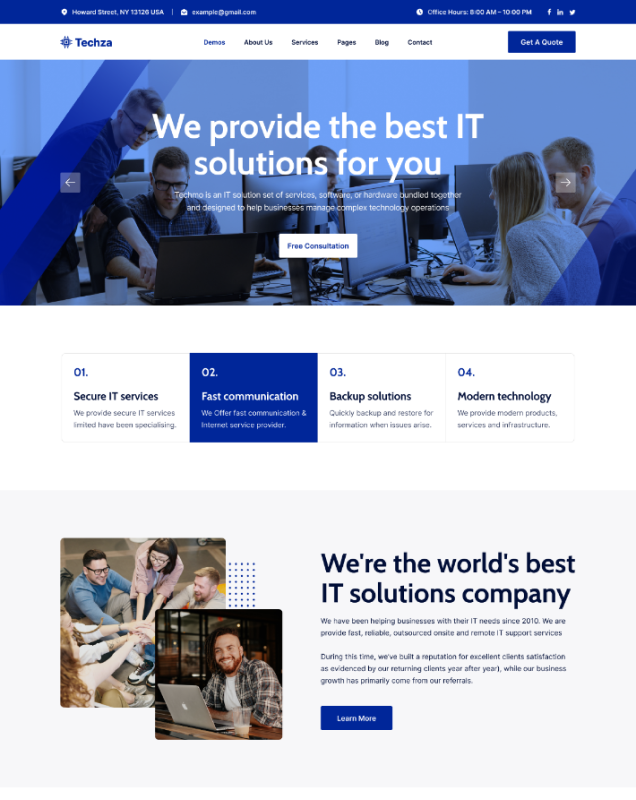 Howard Street, NY 13126 USA | example@gmail.com
Office Hours: 8:00 AM – 10:00 PM
Techza
Demos About Us Services Pages Blog Contact
Get A Quote
We provide the best IT
solutions for you
Techmo is an IT solution set of services, software, or hardware bundled together
and designed to help businesses manage complex technology operations
Free Consultation
01.
Secure IT services
We provide secure IT services
limited have been specialising.
02.
Fast communication
We Offer fast communication &
Internet service provider.
03.
Backup solutions
Quickly backup and restore for
information when issues arise.
04.
Modern technology
We provide modern products,
services and infrastructure.
We're the world's best
IT solutions company
We have been helping businesses with their IT needs since 2010. We are
provide fast, reliable, outsourced onsite and remote IT support services
During this time, we've built a reputation for excellent clients satisfaction
as evidenced by our returning clients year after year), while our business
growth has primarily come from our referrals.
Learn More